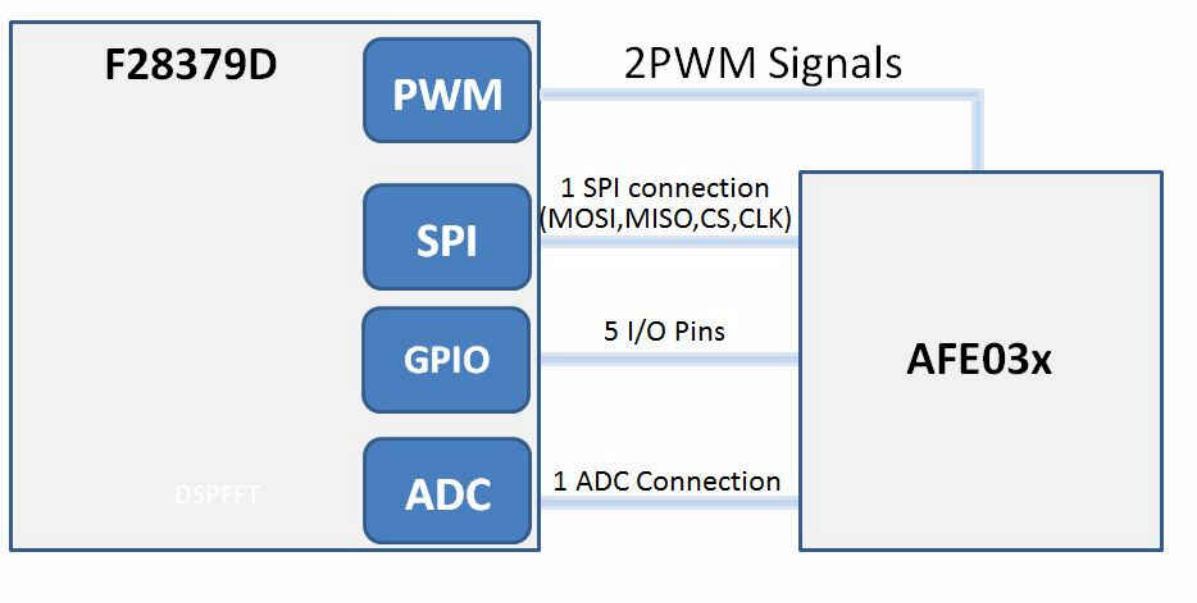 F28379D
PWM
2PWM Signals
SPI
1 SPI connection
(MOSI,MISO,CS,CLK)
GPIO
5 I/O Pins
AFE03x
DSPFFT
ADC
1 ADC Connection